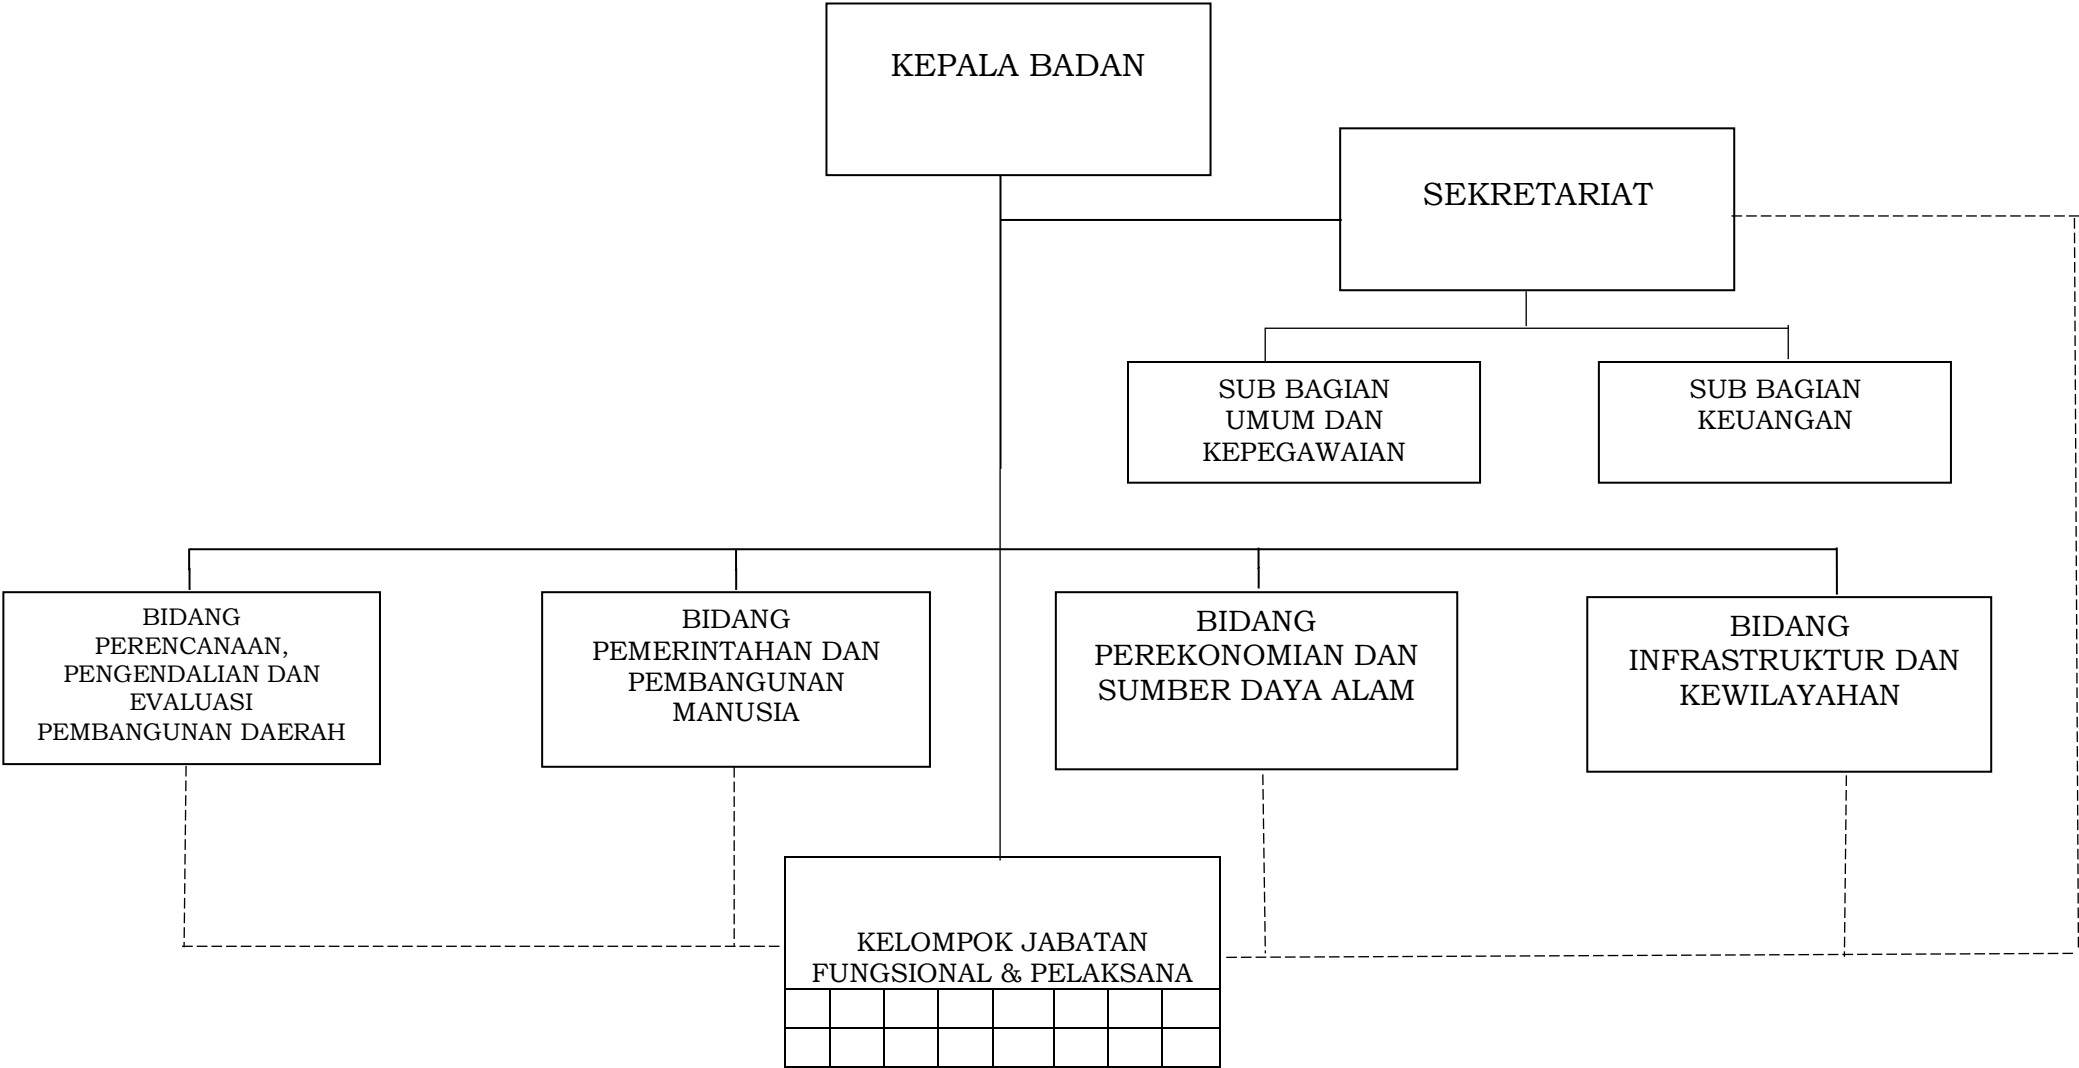 KEPALA BADAN
SEKRETARIAT
SUB BAGIAN
UMUM DAN
KEPEGAWAIAN
SUB BAGIAN
KEUANGAN
BIDANG
PERENCANAAN,
PENGENDALIAN DAN
EVALUASI
PEMBANGUNAN DAERAH
BIDANG
PEMERINTAHAN DAN
PEMBANGUNAN
MANUSIA
BIDANG
PEREKONOMIAN DAN
SUMBER DAYA ALAM
BIDANG
INFRASTRUKTUR DAN
KEWILAYAHAN
KELOMPOK JABATAN
FUNGSIONAL & PELAKSANA